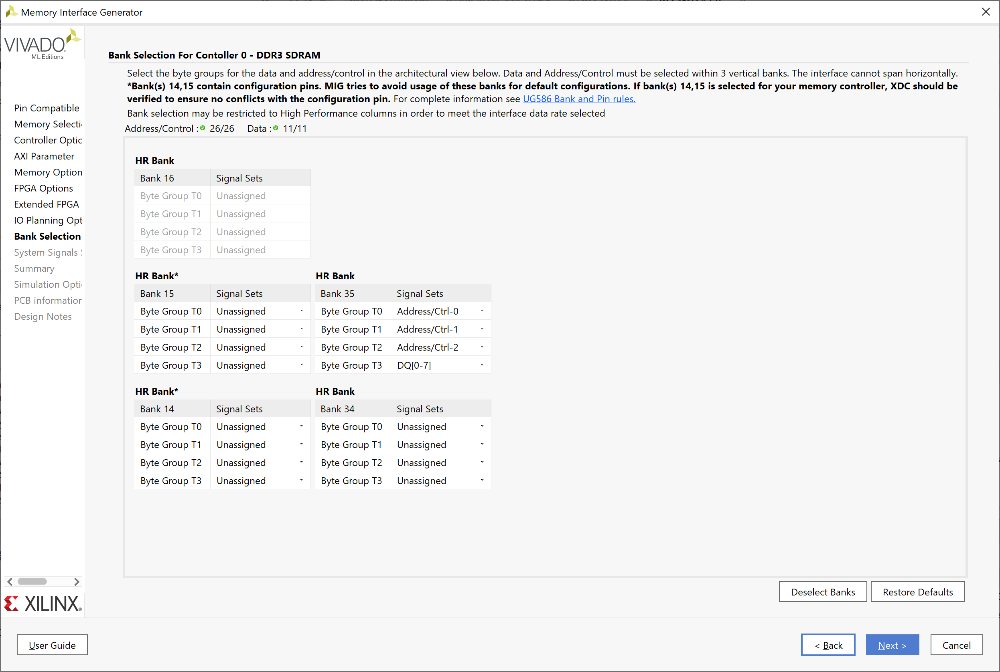 Memory Interface Generator
VIVADO.
ML Editions
Pin Compatible
Memory Selecti
Controller Optic
AXI Parameter
Memory Option
FPGA Options
Extended FPGA
IO Planning Opt
Bank Selection
System Signals S
Summary
Simulation Opti
PCB information
Design Notes
XILINX®
Bank Selection For Contoller 0 - DDR3 SDRAM
Select the byte groups for the data and address/control in the architectural view below. Data and Address/Control must be selected within 3 vertical banks. The interface cannot span horizontally.
*Bank(s) 14,15 contain configuration pins. MIG tries to avoid usage of these banks for default configurations. If bank(s) 14,15 is selected for your memory controller, XDC should be
verified to ensure no conflicts with the configuration pin. For complete information see UG586 Bank and Pin rules.
Bank selection may be restricted to High Performance columns in order to meet the interface data rate selected
Address/Control : 26/26 Data : 11/11
HR Bank
Bank 16 Signal Sets
Byte Group T0 Unassigned
Byte Group T1 Unassigned
Byte Group T2 Unassigned
Byte Group T3 Unassigned
HR Bank*
Bank 15 Signal Sets
Byte Group T0 Unassigned
Byte Group T1 Unassigned
Byte Group T2 Unassigned
Byte Group T3 Unassigned
HR Bank
Bank 35 Signal Sets
Byte Group T0 Address/Ctrl-0
Byte Group T1 Address/Ctrl-1
Byte Group T2 Address/Ctrl-2
Byte Group T3 DQ[0-7]
HR Bank*
Bank 14 Signal Sets
Byte Group T0 Unassigned
Byte Group T1 Unassigned
Byte Group T2 Unassigned
Byte Group T3 Unassigned
HR Bank
Bank 34 Signal Sets
Byte Group T0 Unassigned
Byte Group T1 Unassigned
Byte Group T2 Unassigned
Byte Group T3 Unassigned
Deselect Banks Restore Defaults
User Guide < Back Next > Cancel